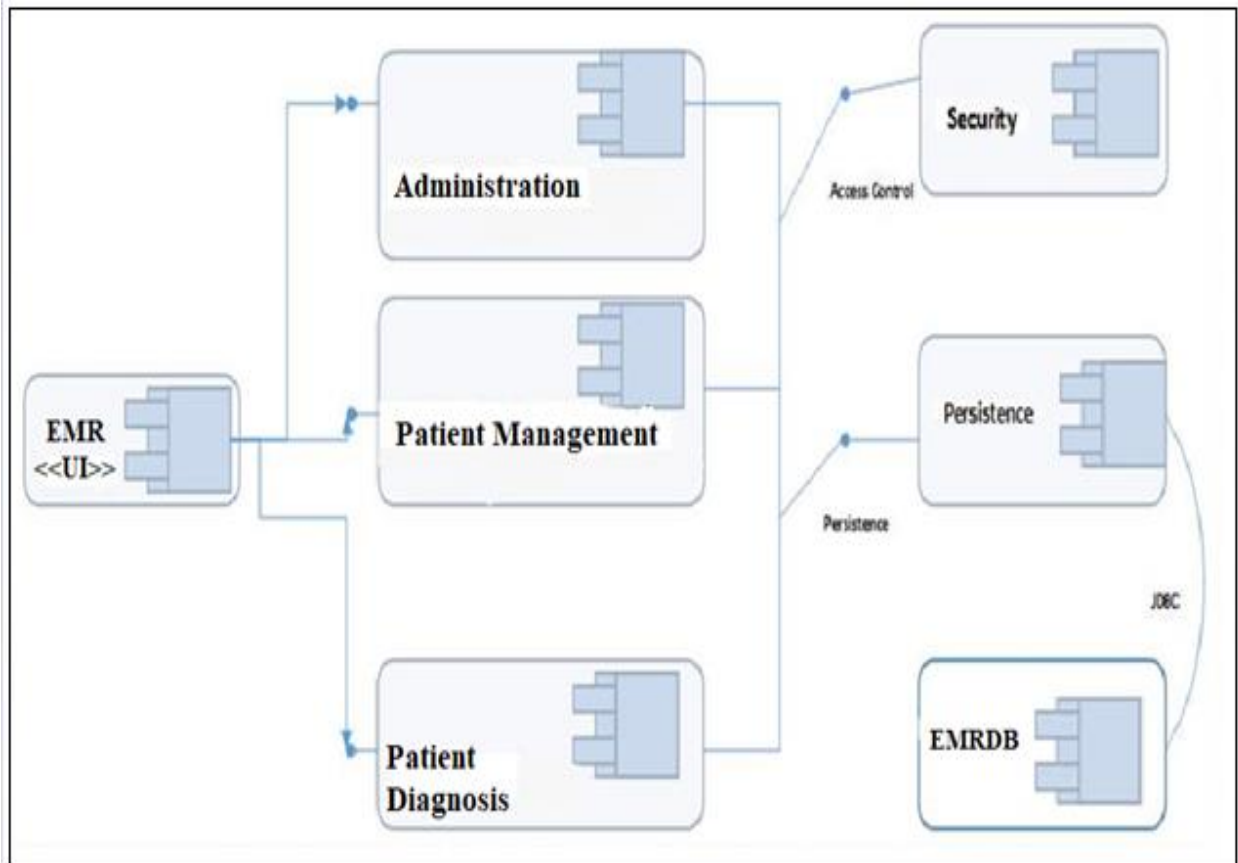 Security
Administration
Access Control
EMR
<<UI>>
Patient Management
Persistence
Persistence
JDBC
Patient
Diagnosis
EMRDB